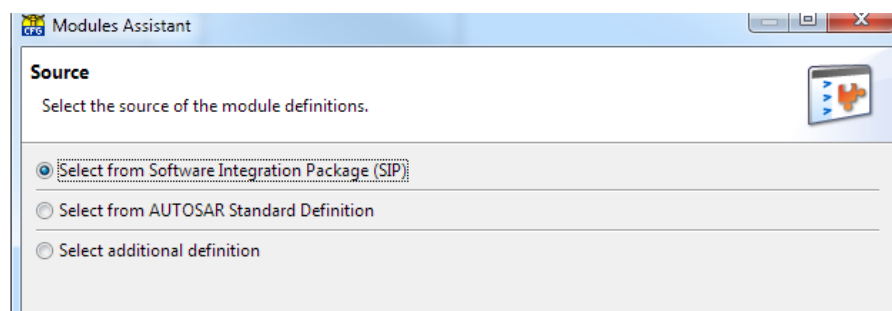 CFG Modules Assistant
Source
Select the source of the module definitions.
Select from Software Integration Package (SIP)
Select from AUTOSAR Standard Definition
Select additional definition